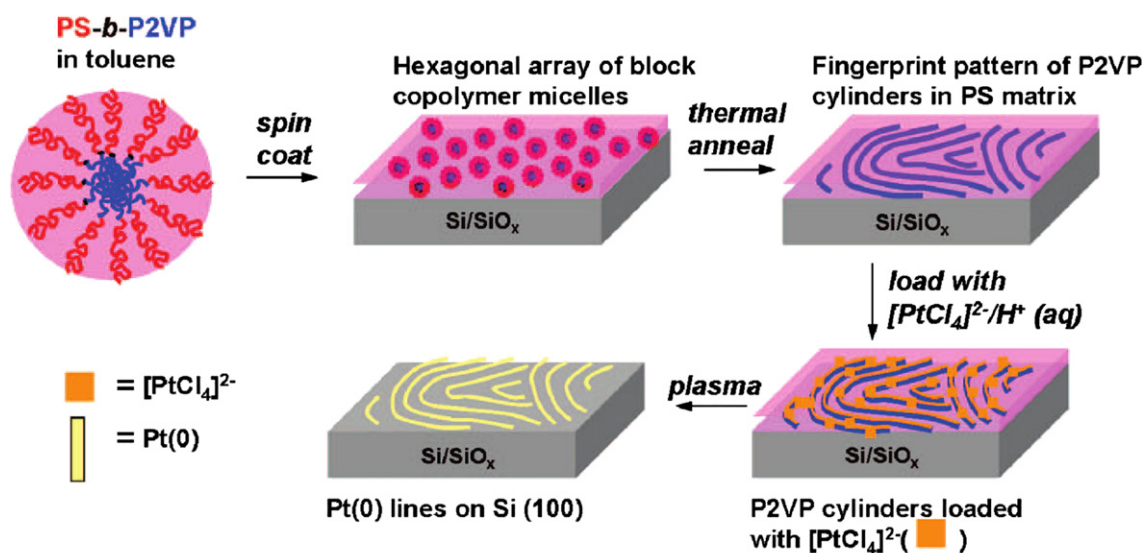 PS-b-P2VP
in toluene
spin
coat
Hexagonal array of block
copolymer micelles
Si/SiOₓ
thermal
anneal
Fingerprint pattern of P2VP
cylinders in PS matrix
Si/SiOₓ
load with
[PtCl₄]²⁻/H⁺ (aq)
= [PtCl₄]²⁻
= Pt(0)
plasma
Si/SiOₓ
Pt(0) lines on Si (100)
Si/SiOₓ
P2VP cylinders loaded
with [PtCl₄]²⁻( )